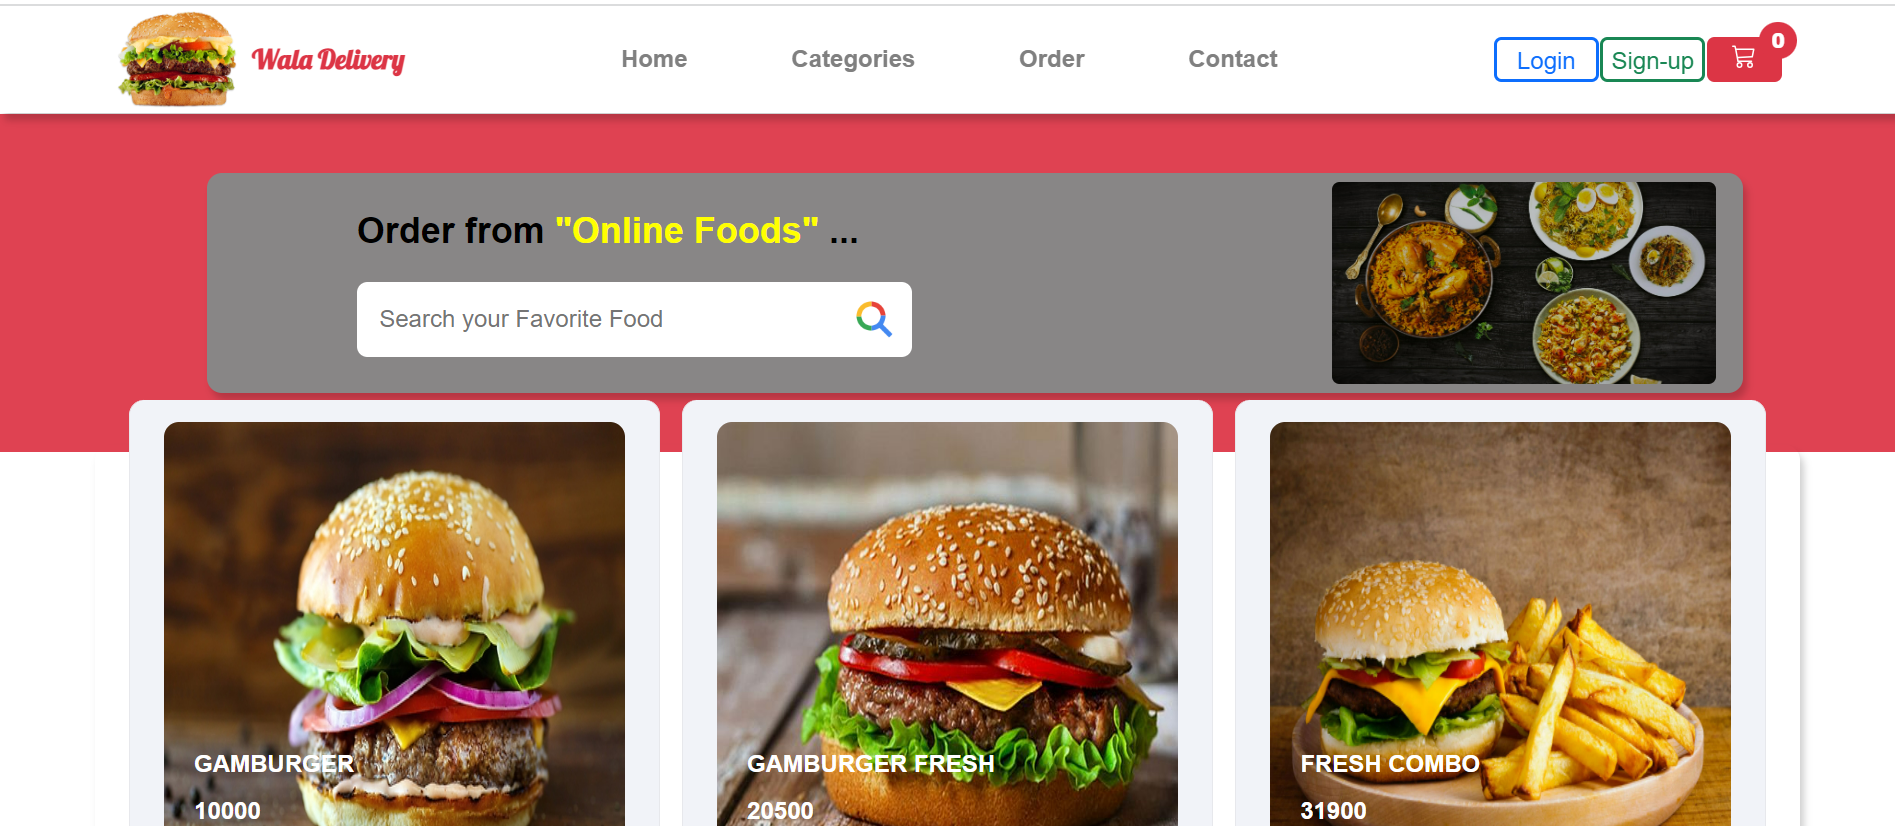 Wala Delivery
Home
Categories
Order
Contact
Login
Sign-up
0
Order from "Online Foods" ...
Search your Favorite Food
GAMBURGER
10000
GAMBURGER FRESH
20500
FRESH COMBO
31900